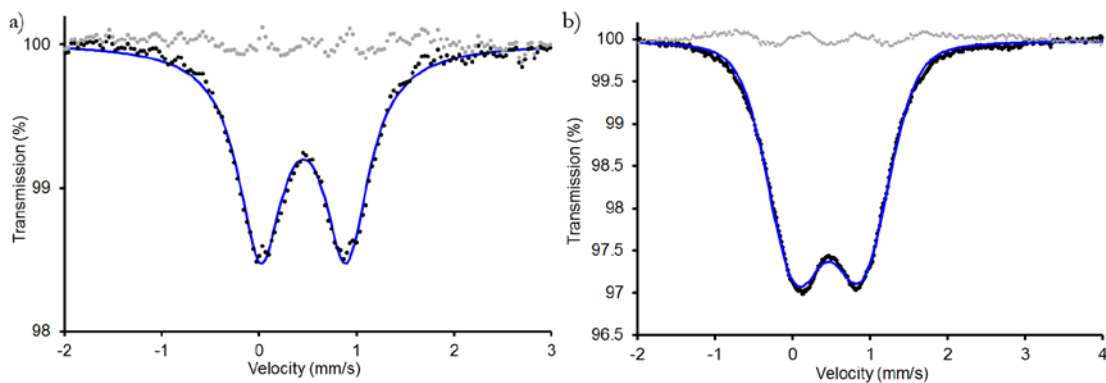 a)
100
99
98
Transmission (%)
-2 -1 0 1 2 3
Velocity (mm/s)
b)
100
99.5
99
98.5
98
97.5
97
96.5
Transmission (%)
-2 -1 0 1 2 3 4
Velocity (mm/s)